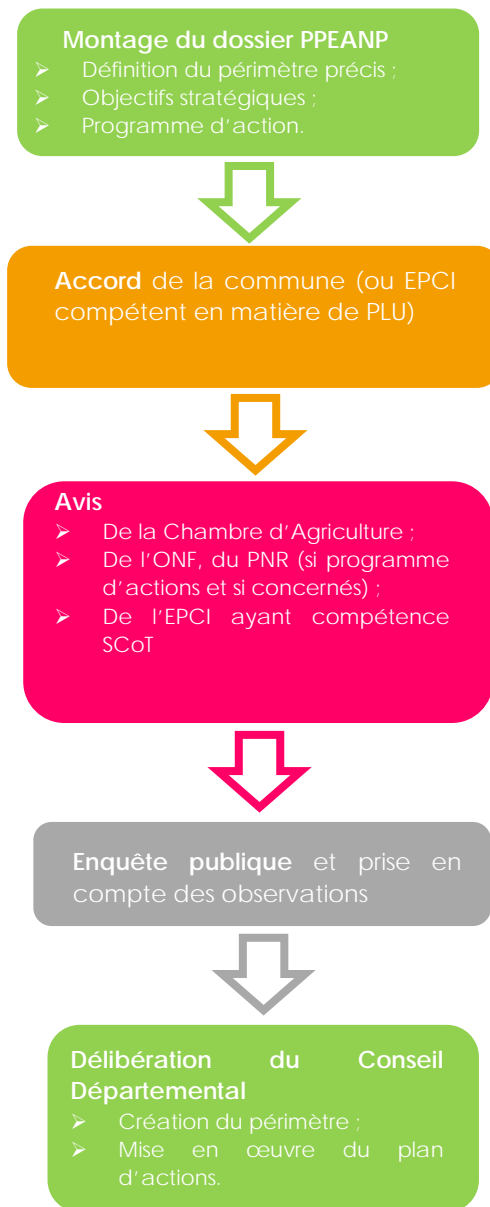 Montage du dossier PPEANP
➢ Définition du périmètre précis ;
➢ Objectifs stratégiques ;
➢ Programme d'action.
Accord de la commune (ou EPCI
compétent en matière de PLU)
Avis
➢ De la Chambre d'Agriculture ;
➢ De l'ONF, du PNR (si programme
d'actions et si concernés) ;
➢ De l'EPCI ayant compétence
SCoT
Enquête publique et prise en
compte des observations
Délibération du Conseil
Départemental
➢ Création du périmètre ;
➢ Mise en œuvre du plan
d'actions.